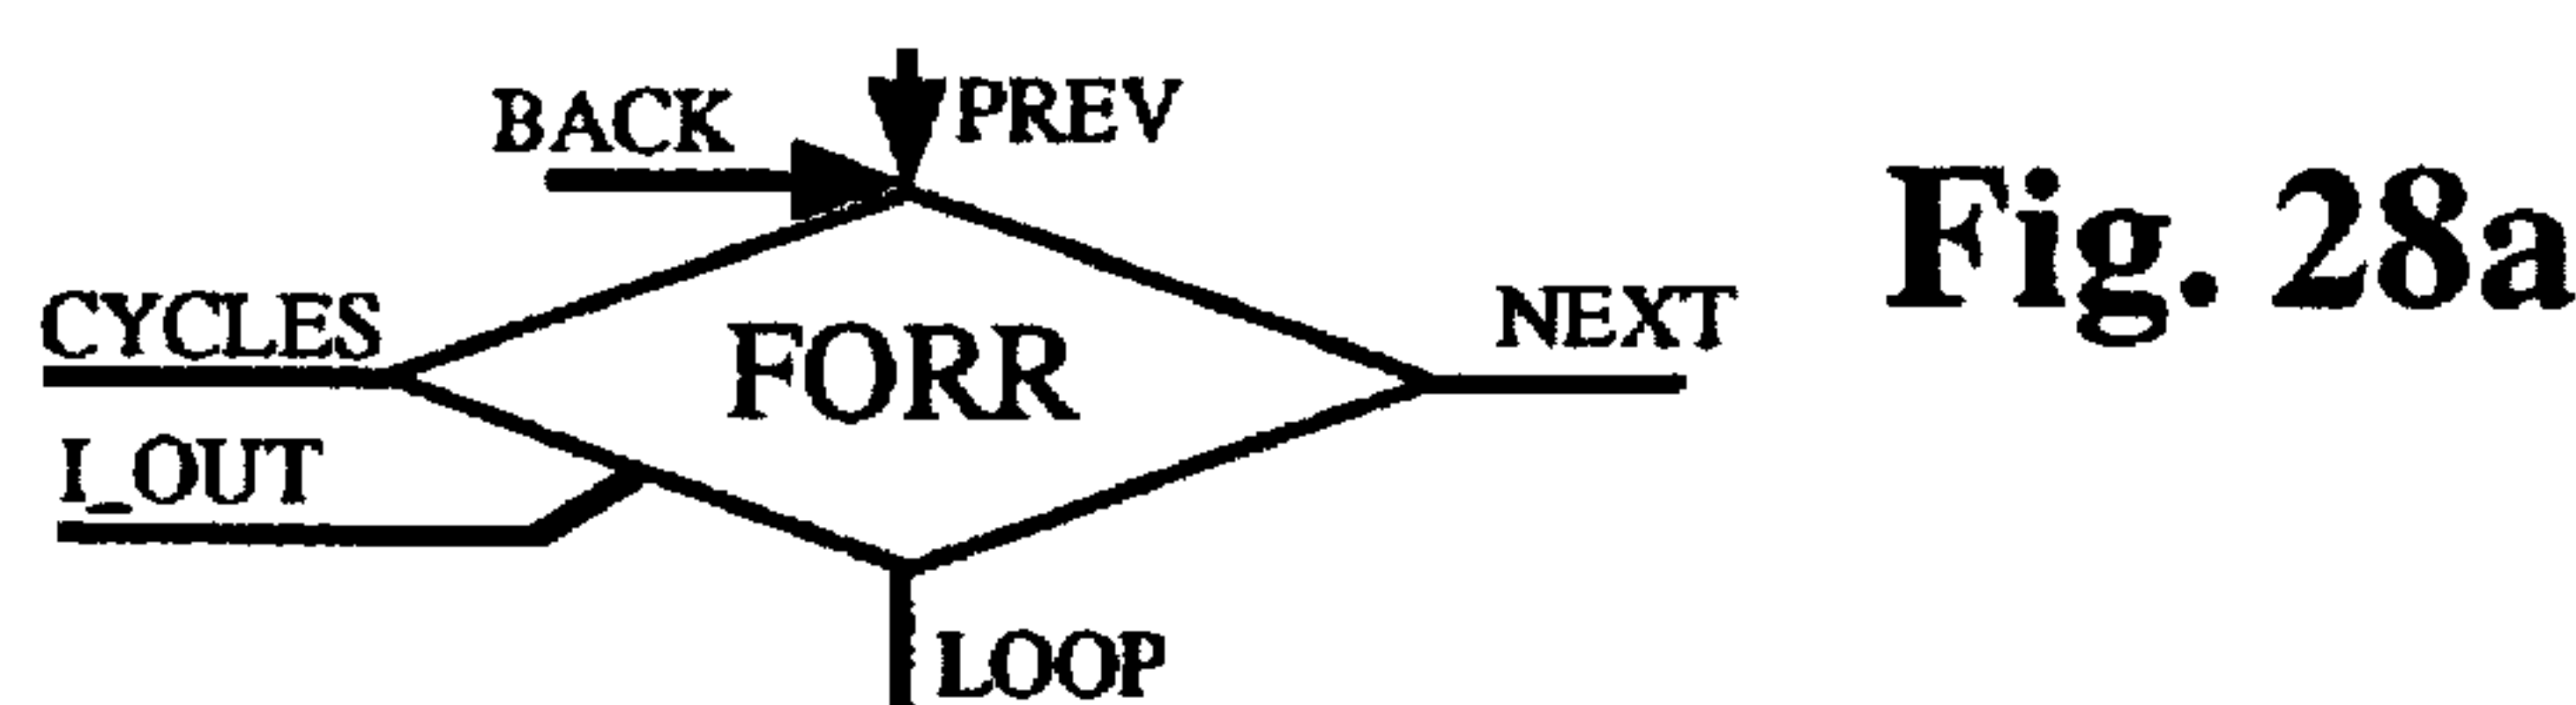 PREV
BACK
Fig. 28a
NEXT
CYCLES
FORR
I_OUT
LOOP